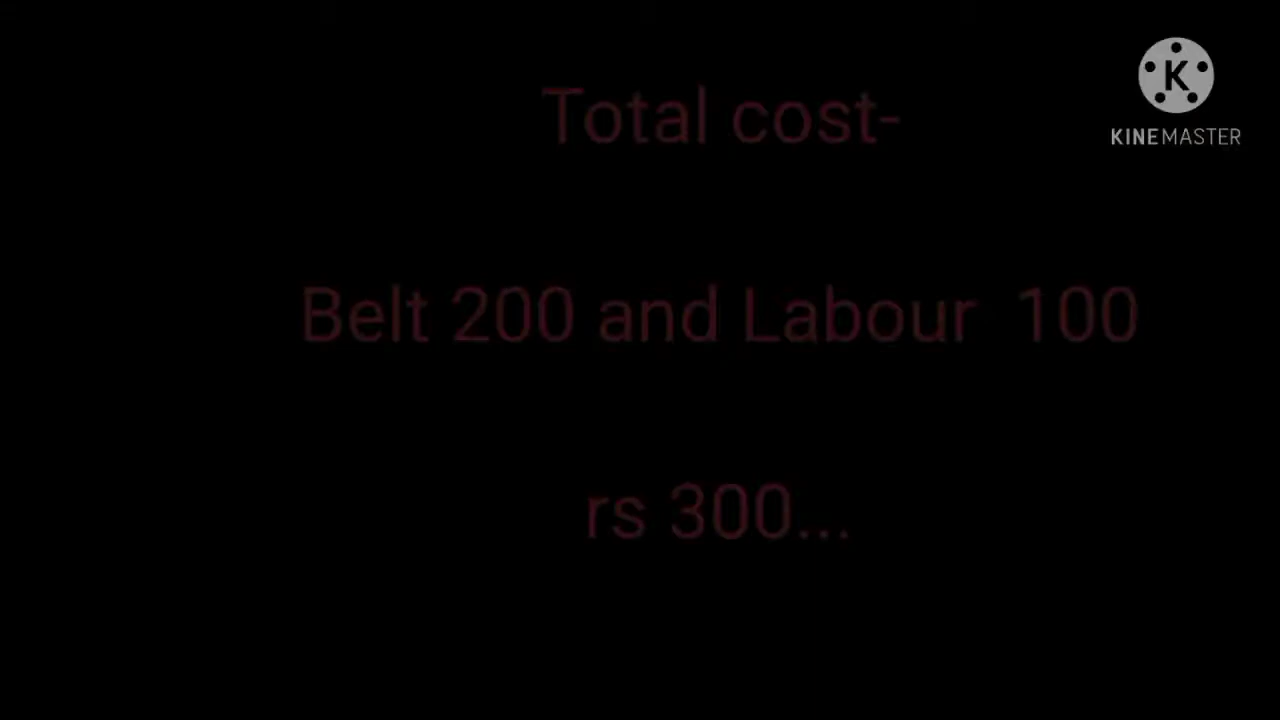 Total cost-
K
KINEMASTER
Belt 200 and Labour  100
rs 300...